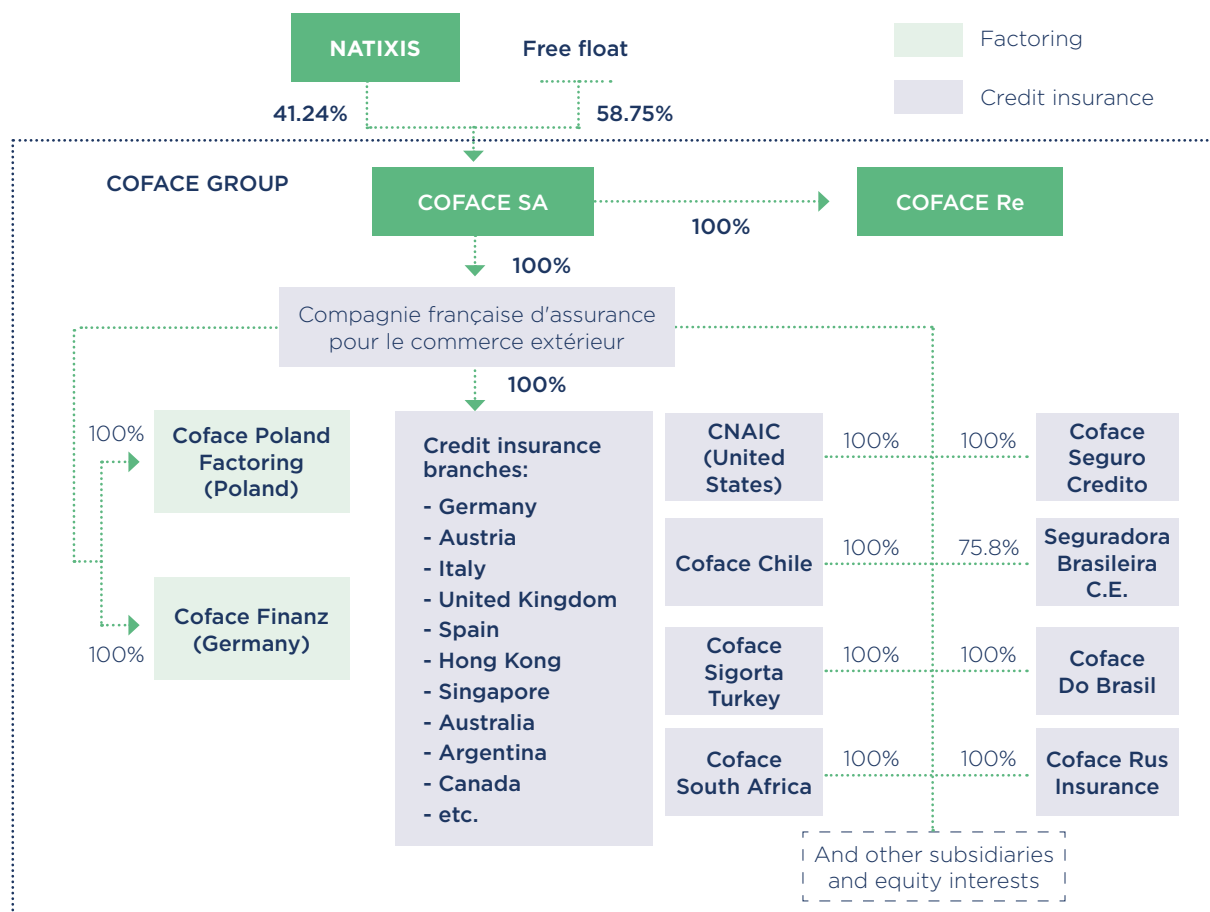 NATIXIS
Free float
Factoring
Credit insurance
41.24%
58.75%
COFACE GROUP
COFACE SA
100%
COFACE Re
100%
Compagnie française d'assurance
pour le commerce extérieur
100%
100%
Coface Poland
Factoring
(Poland)
Coface Finanz
(Germany)
100%
Credit insurance
branches:
- Germany
- Austria
- Italy
- United Kingdom
- Spain
- Hong Kong
- Singapore
- Australia
- Argentina
- Canada
- etc.
CNAIC
(United
States)
100%
100%
Coface
Seguro
Credito
Coface Chile
100%
75.8%
Seguradora
Brasileira
C.E.
Coface
Sigorta
Turkey
100%
100%
Coface
Do Brasil
Coface
South Africa
100%
100%
Coface Rus
Insurance
And other subsidiaries
and equity interests